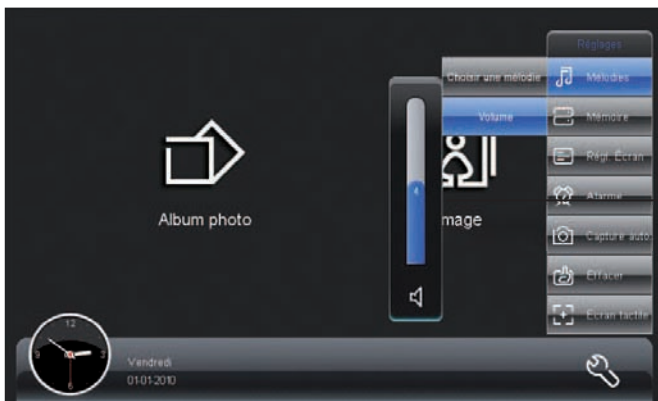 Réglages
Choisir une mélodie
Mélodies
Volume
Mémoire
Régl. Écran
4
Alarme
Album photo
mage
Capture auto.
Effacer
Écran tactile
12
9
3
6
Vendredi
01-01-2010